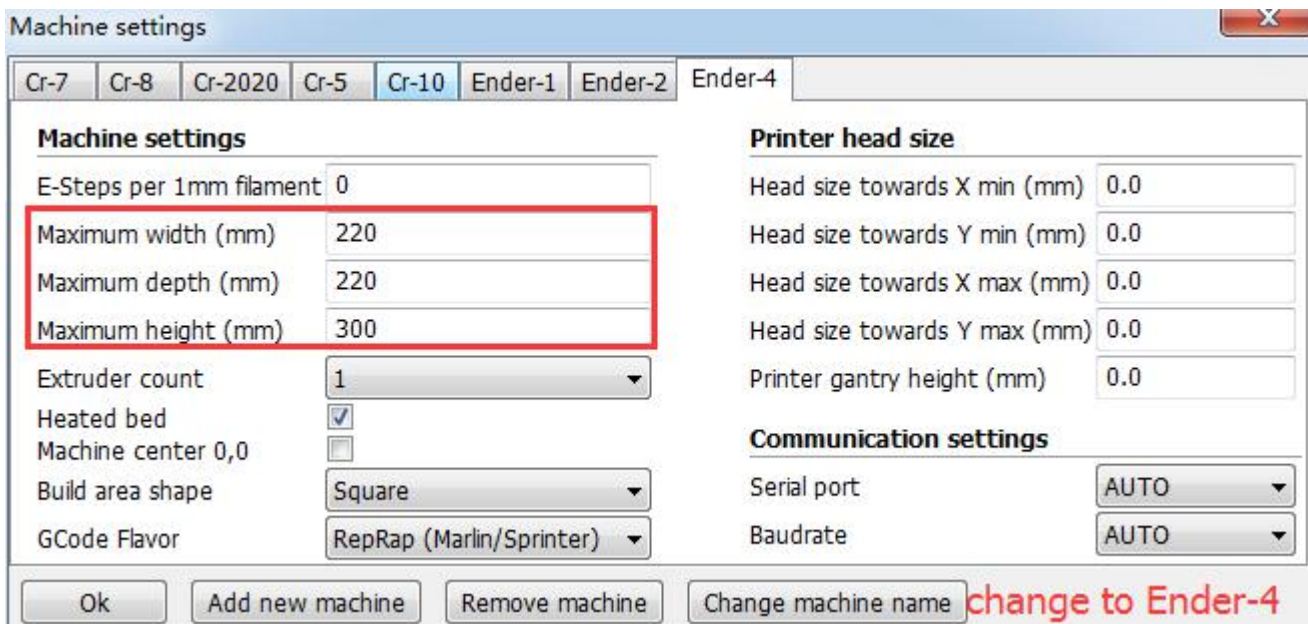 Machine settings
Cr-7 Cr-8 Cr-2020 Cr-5 Cr-10 Ender-1 Ender-2 Ender-4
Machine settings
E-Steps per 1mm filament 0
Maximum width (mm) 220
Maximum depth (mm) 220
Maximum height (mm) 300
Extruder count 1
Heated bed
Machine center 0,0
Build area shape Square
GCode Flavor RepRap (Marlin/Sprinter)
Printer head size
Head size towards X min (mm) 0.0
Head size towards Y min (mm) 0.0
Head size towards X max (mm) 0.0
Head size towards Y max (mm) 0.0
Printer gantry height (mm) 0.0
Communication settings
Serial port AUTO
Baudrate AUTO
Ok Add new machine Remove machine Change machine name change to Ender-4